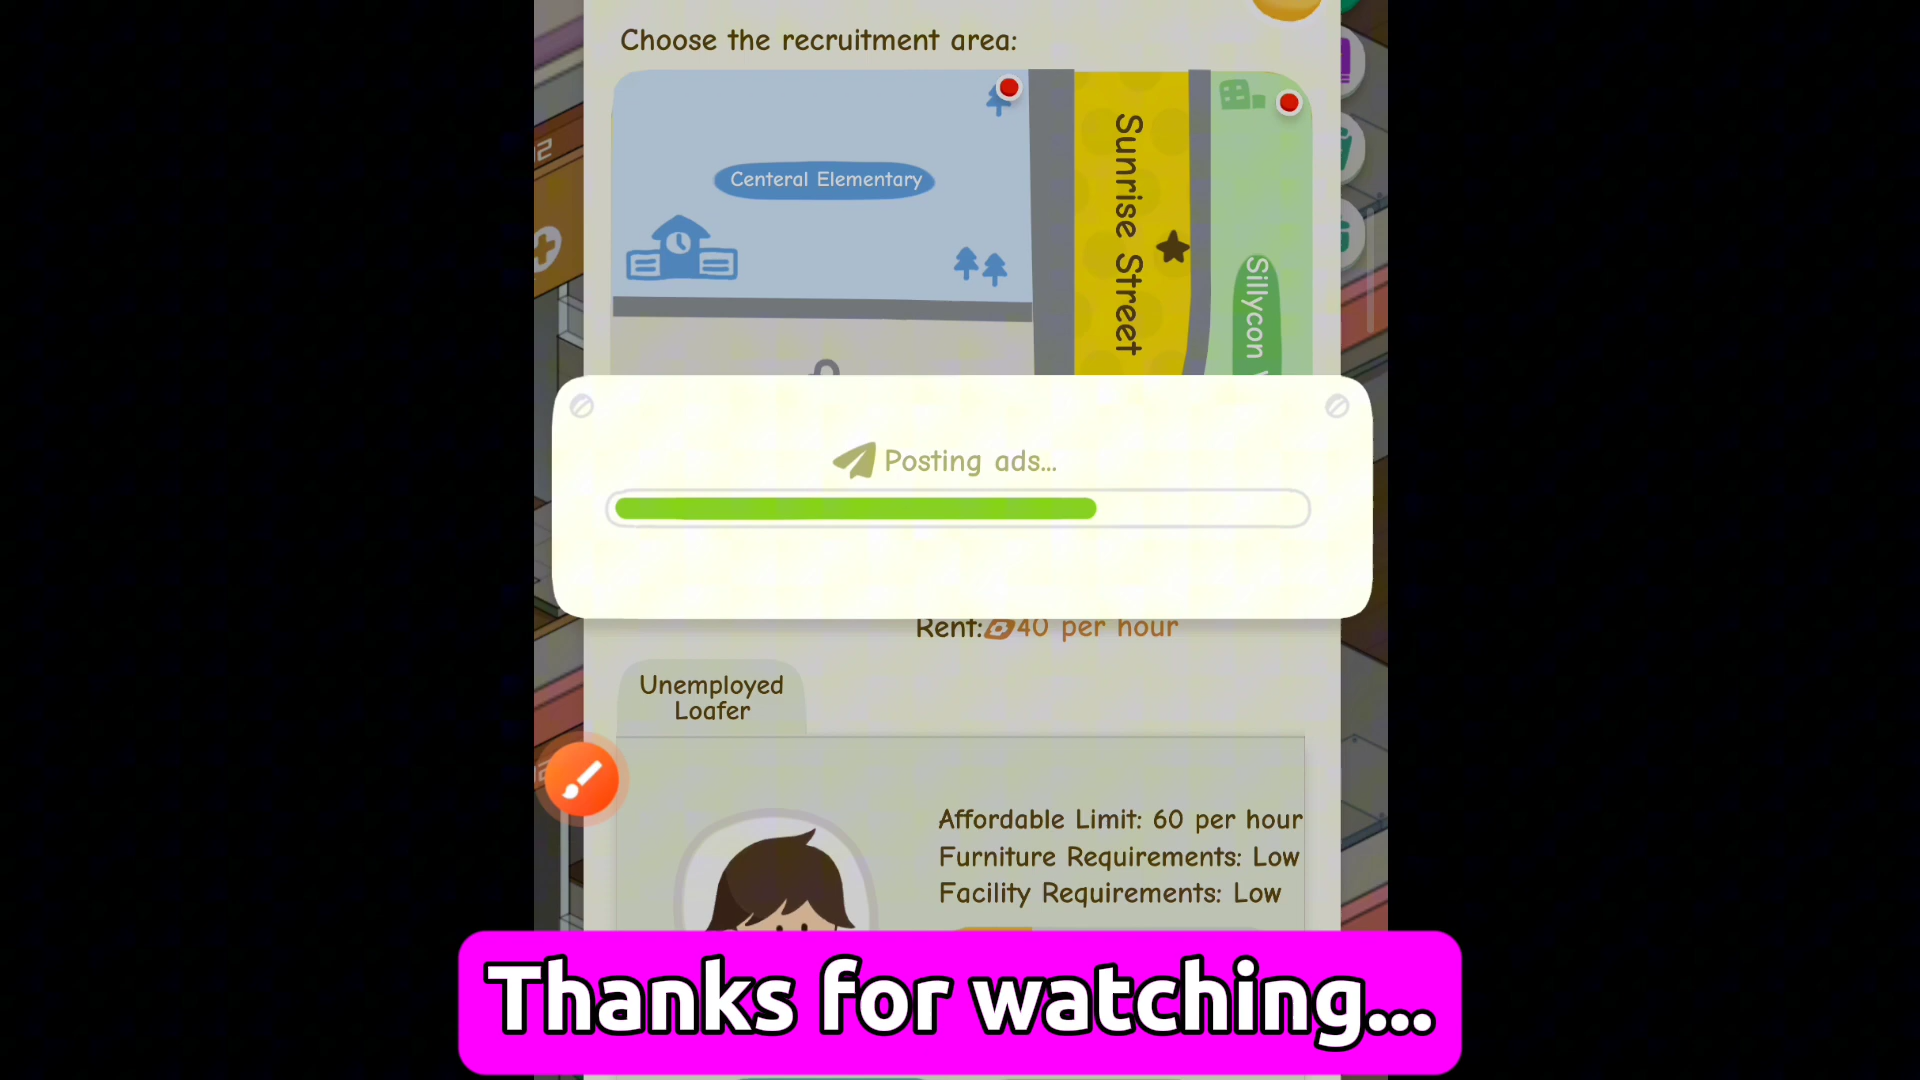 Choose the recruitment area:
Centeral Elementary
Sunrise Street
Sillycon
Posting ads...
Rent: 40 per hour
Unemployed
Loafer
Affordable Limit: 60 per hour
Furniture Requirements: Low
Facility Requirements: Low
Thanks for watching...